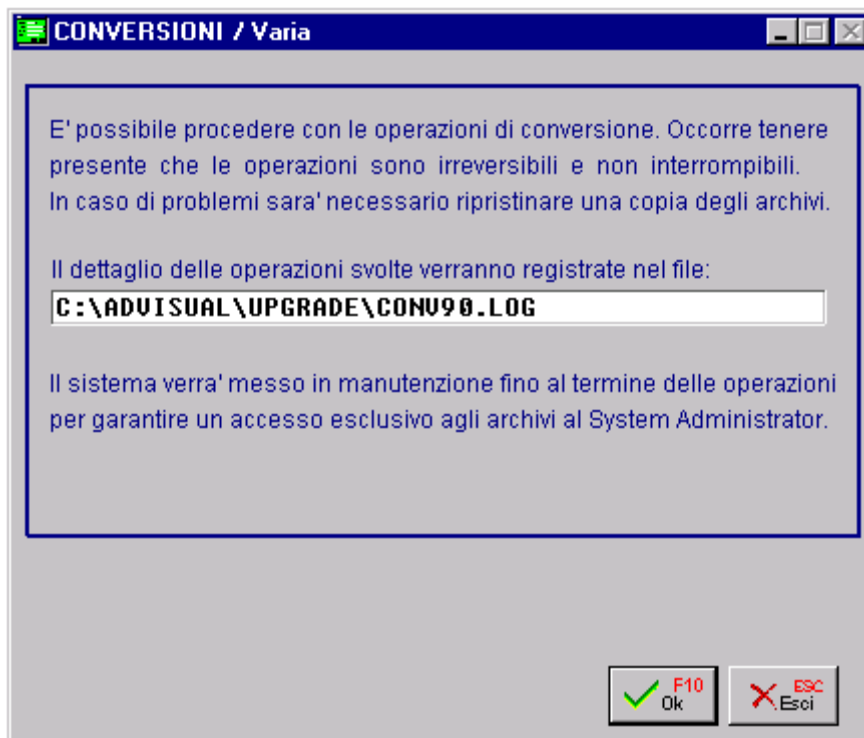 CONVERSIONI / Varia
E' possibile procedere con le operazioni di conversione. Occorre tenere
presente che le operazioni sono irreversibili e non interrompibili.
In caso di problemi sara' necessario ripristinare una copia degli archivi.
Il dettaglio delle operazioni svolte verranno registrate nel file:
C:\ADVISUAL\UPGRADE\CONV90.LOG
Il sistema verra' messo in manutenzione fino al termine delle operazioni
per garantire un accesso esclusivo agli archivi al System Administrator.
F10
Ok
ESC
Esci